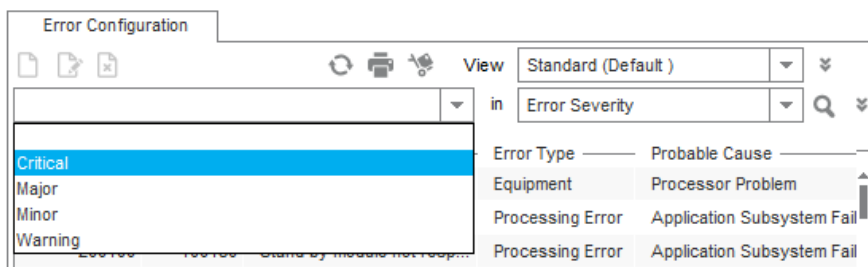 Error Configuration
View Standard (Default )
in Error Severity
Critical
Major
Minor
Warning
Error Type Probable Cause
Equipment Processor Problem
Processing Error Application Subsystem Fail
Processing Error Application Subsystem Fail